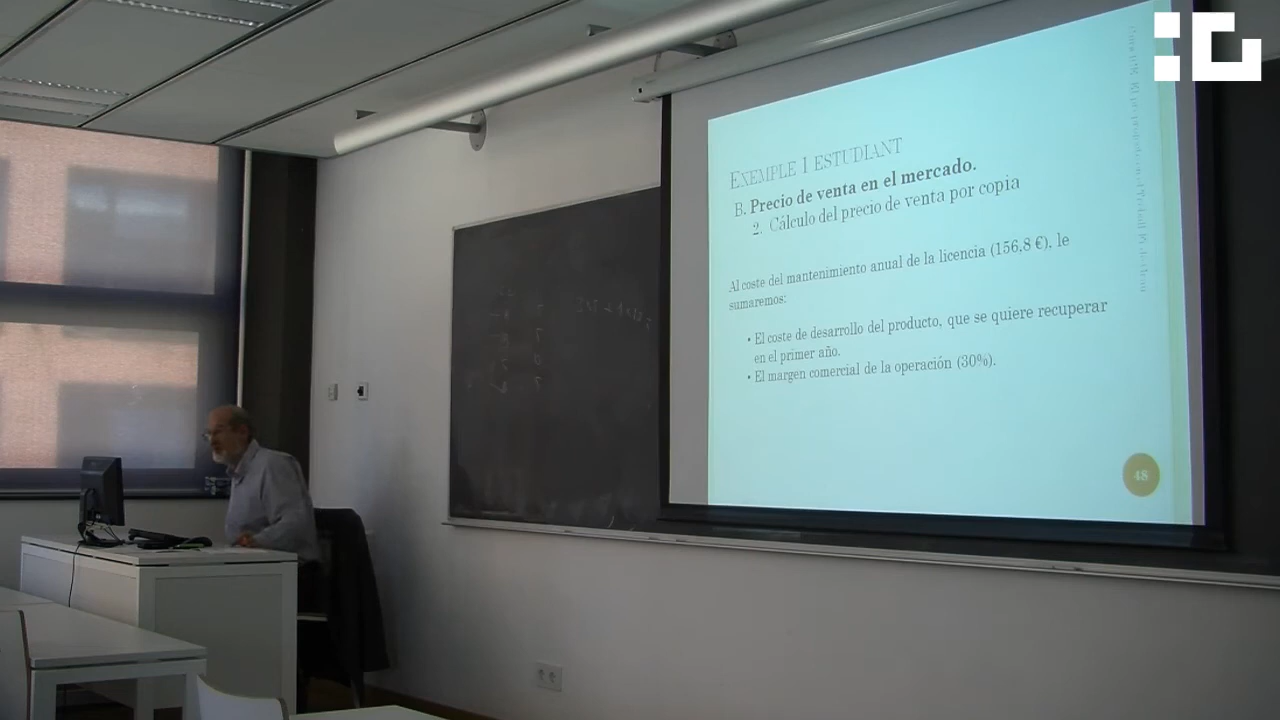 EXEMPLE 1 ESTUDIANT
B. Precio de venta en el mercado.
2. Cálculo del precio de venta por copia
Al coste del mantenimiento anual de la licencia (156,8 €), le
sumaremos:
• El coste de desarrollo del producto, que se quiere recuperar
en el primer año.
• El margen comercial de la operación (30%).
48